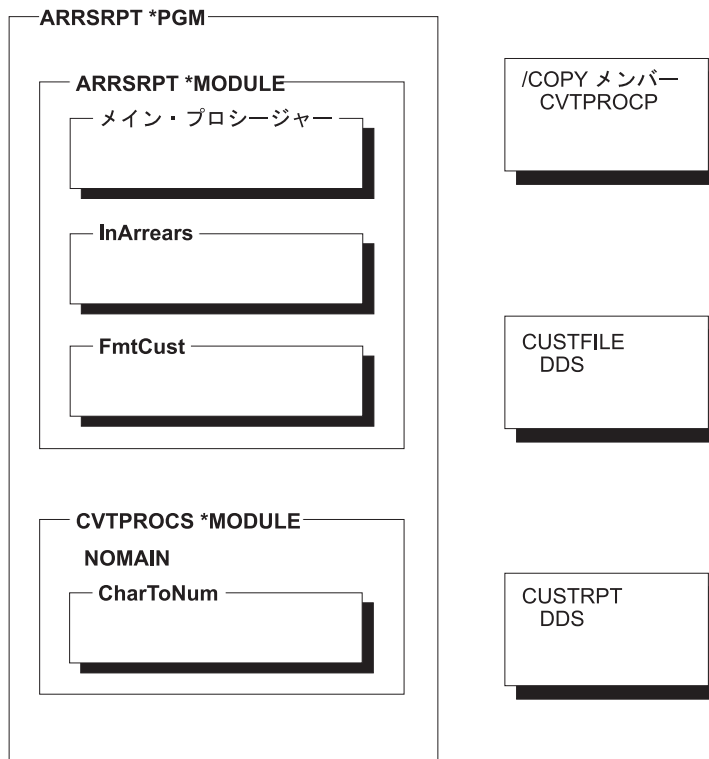 ARRSRPT *PGM
ARRSRPT *MODULE
メイン・プロシージャー
InArrears
FmtCust
CVTPROCS *MODULE
NOMAIN
CharToNum
/COPY メンバー
CVTPROCP
CUSTFILE
DDS
CUSTRPT
DDS